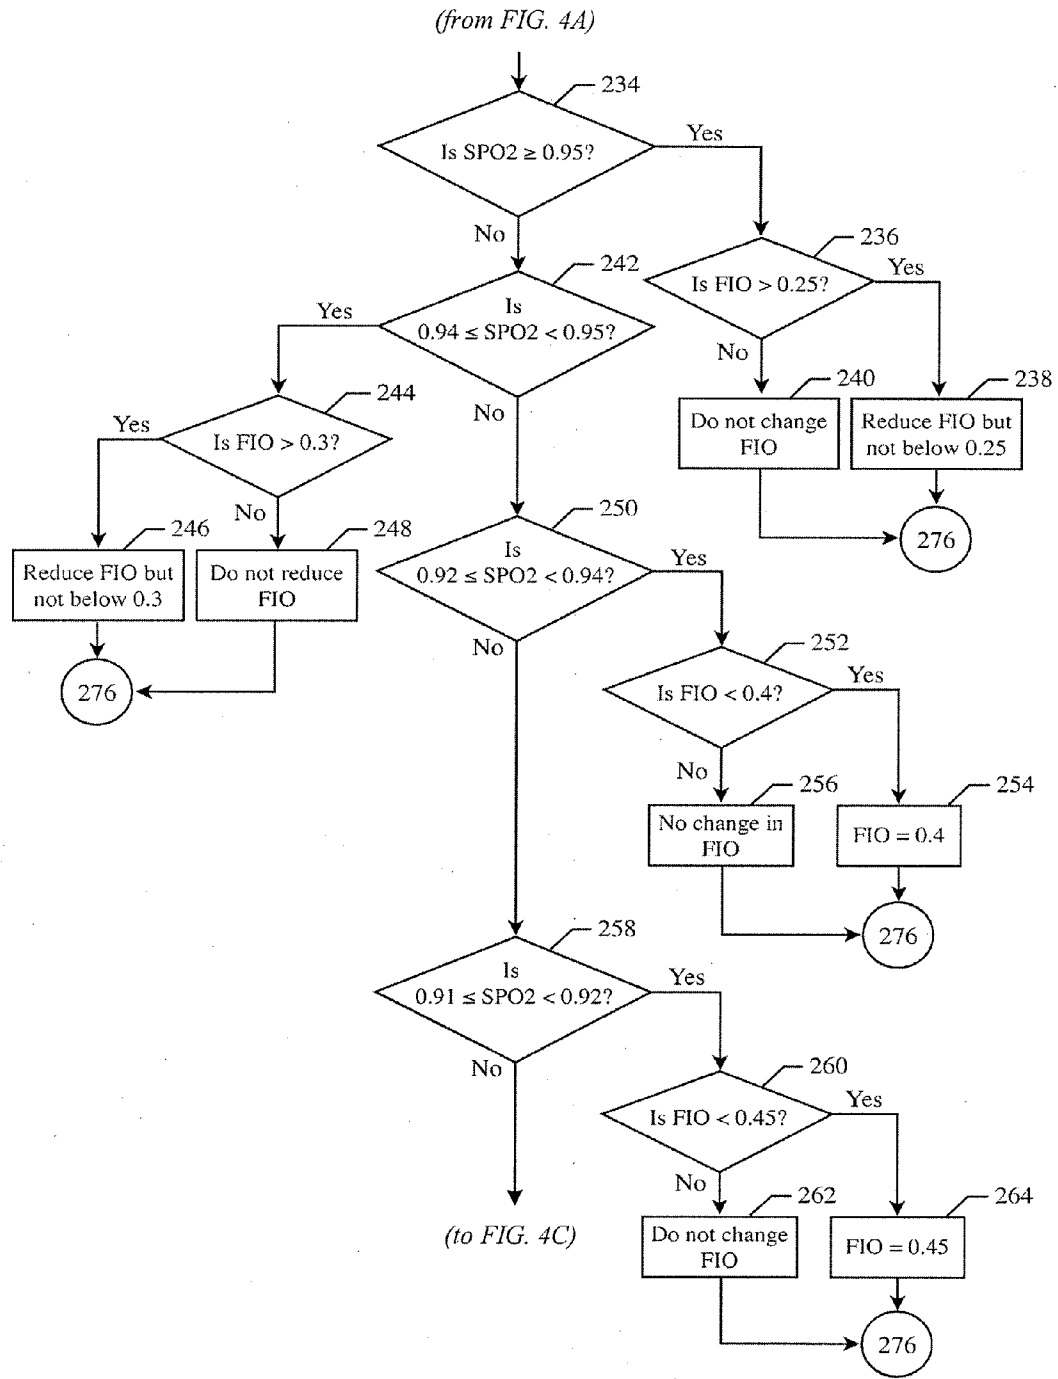 (from FIG. 4A)
234
Is SPO2 ≥ 0.95?
Yes
No
236
Is FIO > 0.25?
Yes
No
242
Is
0.94 ≤ SPO2 < 0.95?
Yes
No
240
Do not change
FIO
238
Reduce FIO but
not below 0.25
276
244
Is FIO > 0.3?
Yes
No
246
Reduce FIO but
not below 0.3
248
Do not reduce
FIO
276
250
Is
0.92 ≤ SPO2 < 0.94?
Yes
No
252
Is FIO < 0.4?
Yes
No
256
No change in
FIO
254
FIO = 0.4
276
258
Is
0.91 ≤ SPO2 < 0.92?
Yes
No
260
Is FIO < 0.45?
Yes
No
262
Do not change
FIO
264
FIO = 0.45
276
(to FIG. 4C)